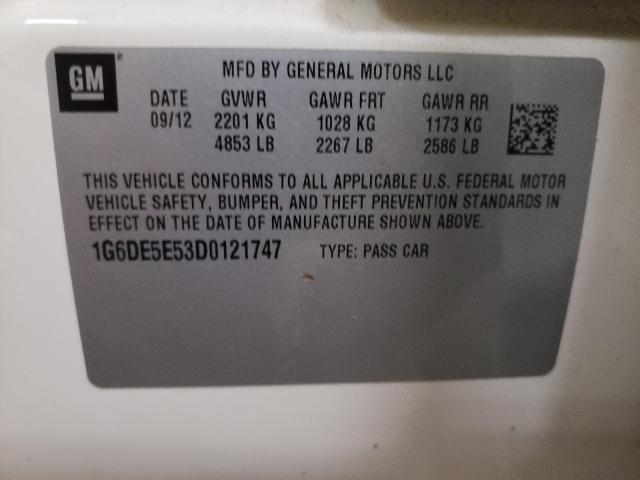 GM
MFD BY GENERAL MOTORS LLC
DATE GVWR GAWR FRT GAWR RR
09/12 2201 KG 1028 KG 1173 KG
4853 LB 2267 LB 2586 LB
THIS VEHICLE CONFORMS TO ALL APPLICABLE U.S. FEDERAL MOTOR
VEHICLE SAFETY, BUMPER, AND THEFT PREVENTION STANDARDS IN
EFFECT ON THE DATE OF MANUFACTURE SHOWN ABOVE.
1G6DE5E53D0121747 TYPE: PASS CAR